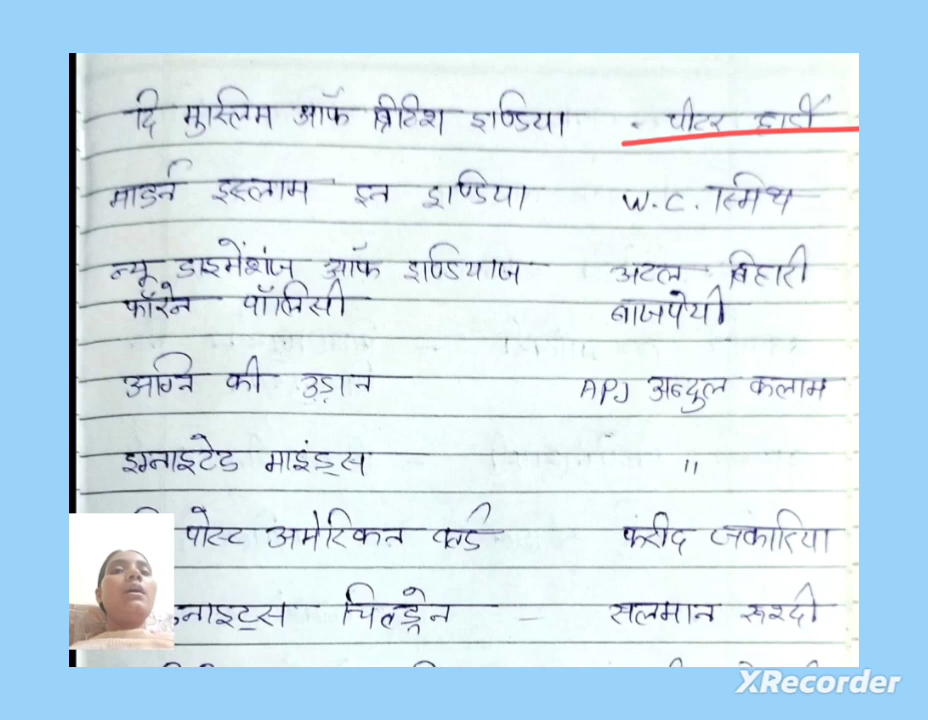 दि मुस्लिम ऑफ ब्रिटिश इण्डिया - पीटर हार्डी
माडर्न इस्लाम इन इण्डिया W.C. स्मिथ
न्यू डाइमेंशंज ऑफ इण्डियाज अटल बिहारी
फॉरेन पॉलिसी बाजपेयी
अग्नि की उड़ान APJ अब्दुल कलाम
इग्नाइटेड माइंड्स "
पोस्ट अमेरिकन वर्ल्ड फरीद जकारिया
नाइट्स चिल्ड्रेन - सलमान रुश्दी
XRecorder